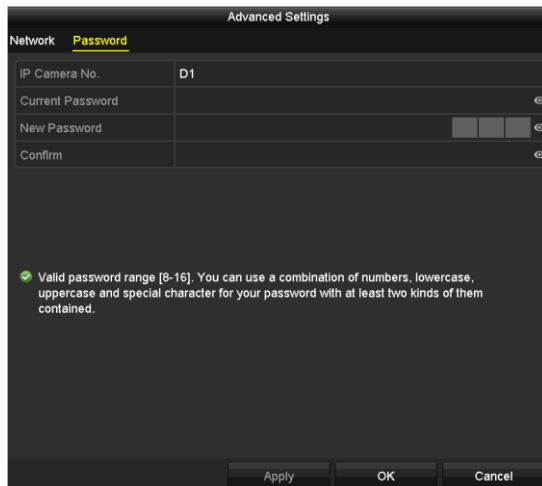 Advanced Settings
Network Password
IP Camera No. D1
Current Password
New Password
Confirm
Valid password range [8-16]. You can use a combination of numbers, lowercase,
uppercase and special character for your password with at least two kinds of them
contained.
Apply OK Cancel